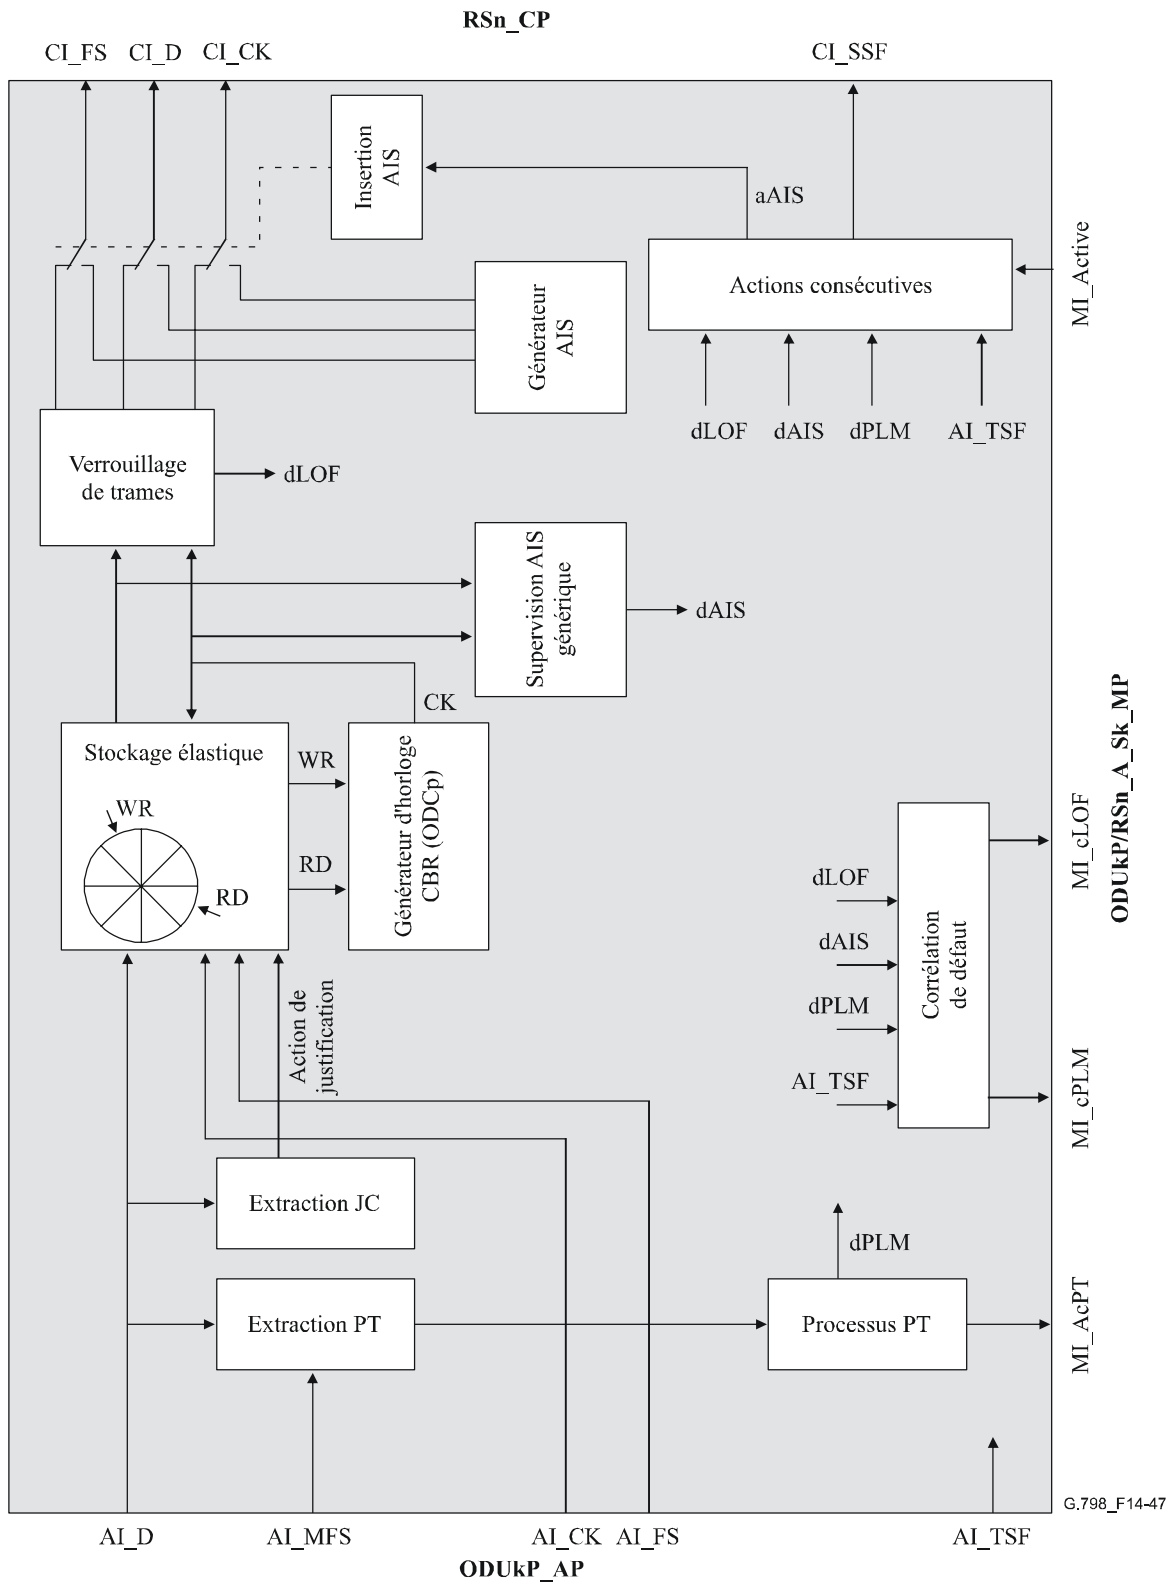 RSn_CP
CI_FS
CI_D
CI_CK
CI_SSF
Insertion
AIS
aAIS
MI_Active
Actions consécutives
Générateur
AIS
dLOF
dAIS
dPLM
AI_TSF
Verrouillage
de trames
dLOF
Supervision AIS
générique
dAIS
CK
Stockage élastique
WR
RD
WR
RD
Générateur d'horloge
CBR (ODCp)
ODUkP/RSn_A_Sk_MP
MI_cLOF
dLOF
dAIS
dPLM
AI_TSF
Corrélation
de défaut
MI_cPLM
Action de
justification
Extraction JC
dPLM
Extraction PT
Processus PT
MI_AcPT
G.798_F14-47
AI_D
AI_MFS
AI_CK
AI_FS
AI_TSF
ODUkP_AP